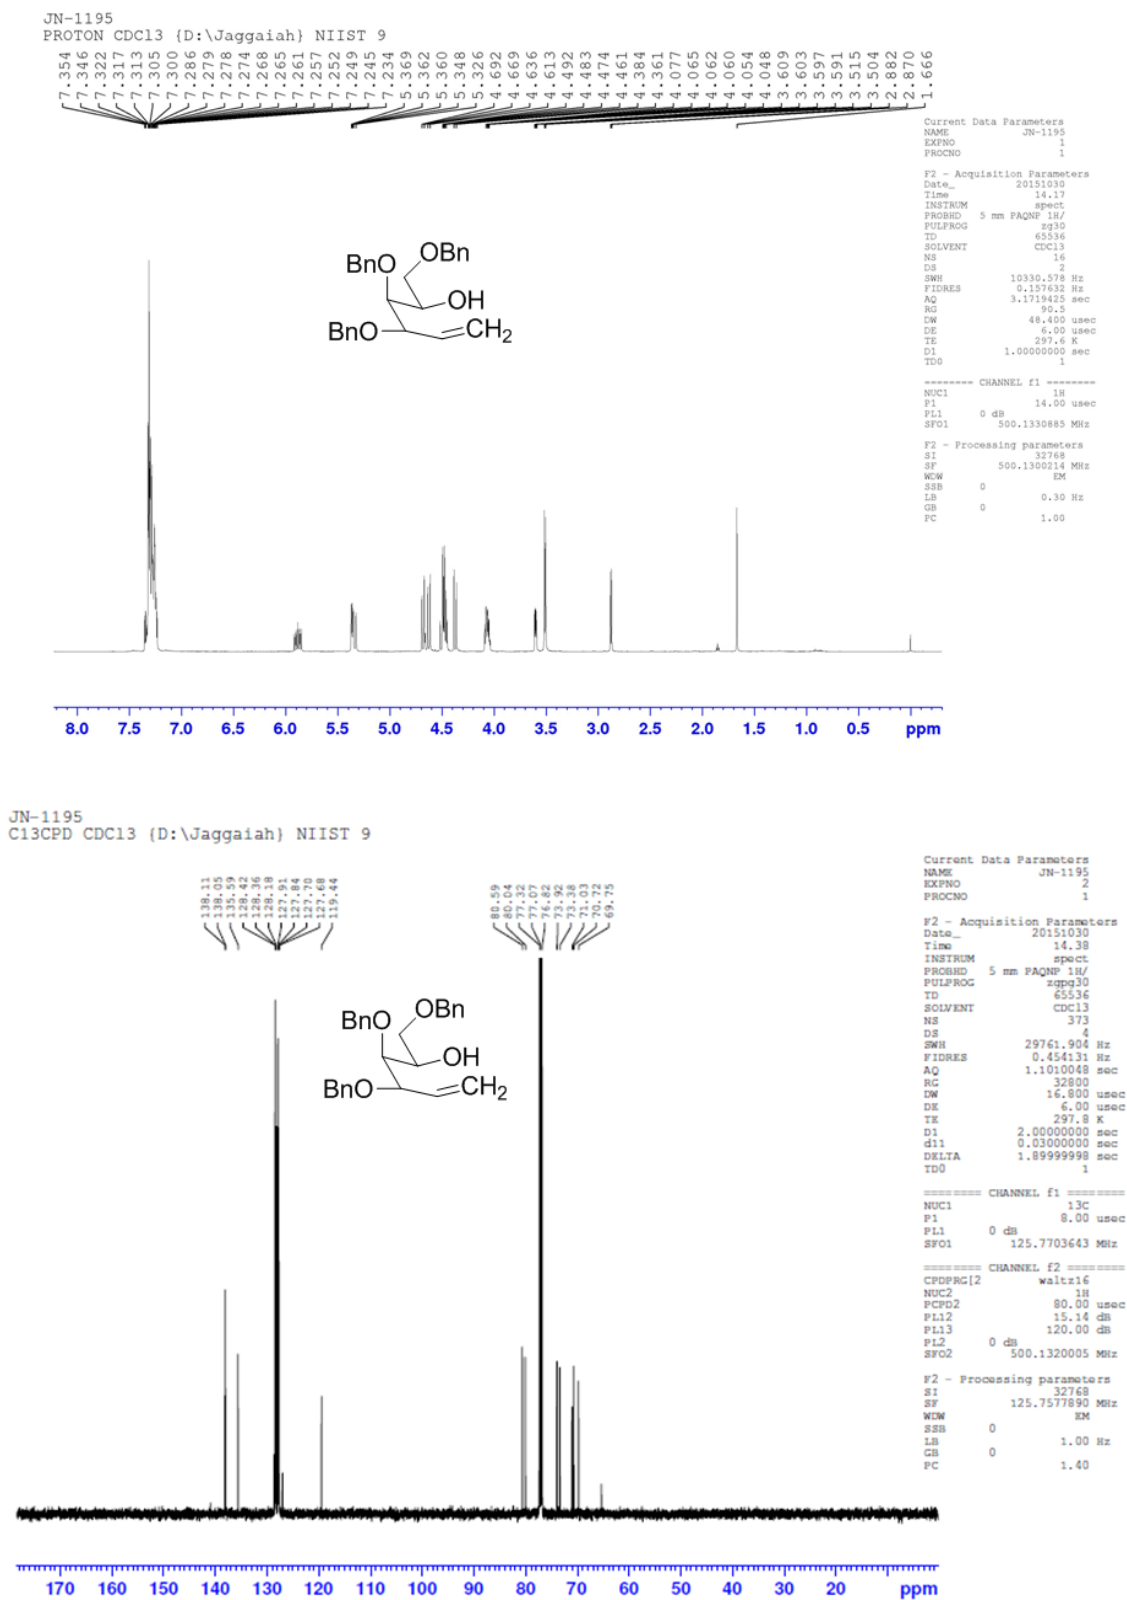 JN-1195
PROTON CDCl3 {D:\Jaggaiah} NIIST 9
7.354
7.346
7.322
7.317
7.313
7.305
7.300
7.286
7.279
7.278
7.274
7.268
7.265
7.261
7.257
7.252
7.249
7.245
7.234
5.369
5.362
5.360
5.348
5.326
4.692
4.669
4.636
4.613
4.492
4.483
4.474
4.461
4.384
4.361
4.077
4.065
4.062
4.060
4.054
4.048
3.609
3.603
3.597
3.591
3.515
3.504
2.882
2.870
1.666
Current Data Parameters
NAME JN-1195
EXPNO 1
PROCNO 1
F2 - Acquisition Parameters
Date_ 20151030
Time 14.17
INSTRUM spect
PROBHD 5 mm PAQNP 1H/
PULPROG zg30
TD 65536
SOLVENT CDCl3
NS 16
DS 2
SWH 10330.578 Hz
FIDRES 0.157632 Hz
AQ 3.1719425 sec
RG 90.5
DW 48.400 usec
DE 6.00 usec
TE 297.6 K
D1 1.00000000 sec
TD0 1
======== CHANNEL f1 ========
NUC1 1H
P1 14.00 usec
PL1 0 dB
SFO1 500.1330885 MHz
F2 - Processing parameters
SI 32768
SF 500.1300214 MHz
WDW EM
SSB 0
LB 0.30 Hz
GB 0
PC 1.00
OBn
BnO
OH
BnO CH2
8.0 7.5 7.0 6.5 6.0 5.5 5.0 4.5 4.0 3.5 3.0 2.5 2.0 1.5 1.0 0.5 ppm
JN-1195
C13CPD CDCl3 {D:\Jaggaiah} NIIST 9
138.11
138.05
135.59
128.42
128.36
128.18
127.91
127.84
127.70
127.68
119.44
80.59
80.04
77.32
77.07
76.82
73.92
73.38
71.03
70.72
69.75
Current Data Parameters
NAME JN-1195
EXPNO 2
PROCNO 1
F2 - Acquisition Parameters
Date_ 20151030
Time 14.38
INSTRUM spect
PROBHD 5 mm PAQNP 1H/
PULPROG zgpg30
TD 65536
SOLVENT CDCl3
NS 373
DS 4
SWH 29761.904 Hz
FIDRES 0.454131 Hz
AQ 1.1010048 sec
RG 32800
DW 16.800 usec
DE 6.00 usec
TE 297.8 K
D1 2.00000000 sec
d11 0.03000000 sec
DELTA 1.89999998 sec
TD0 1
======== CHANNEL f1 ========
NUC1 13C
P1 8.00 usec
PL1 0 dB
SFO1 125.7703643 MHz
======== CHANNEL f2 ========
CPDPRG[2 waltz16
NUC2 1H
PCPD2 80.00 usec
PL12 15.14 dB
PL13 120.00 dB
PL2 0 dB
SFO2 500.1320005 MHz
F2 - Processing parameters
SI 32768
SF 125.7577890 MHz
WDW EM
SSB 0
LB 1.00 Hz
GB 0
PC 1.40
OBn
BnO
OH
BnO CH2
170 160 150 140 130 120 110 100 90 80 70 60 50 40 30 20 ppm